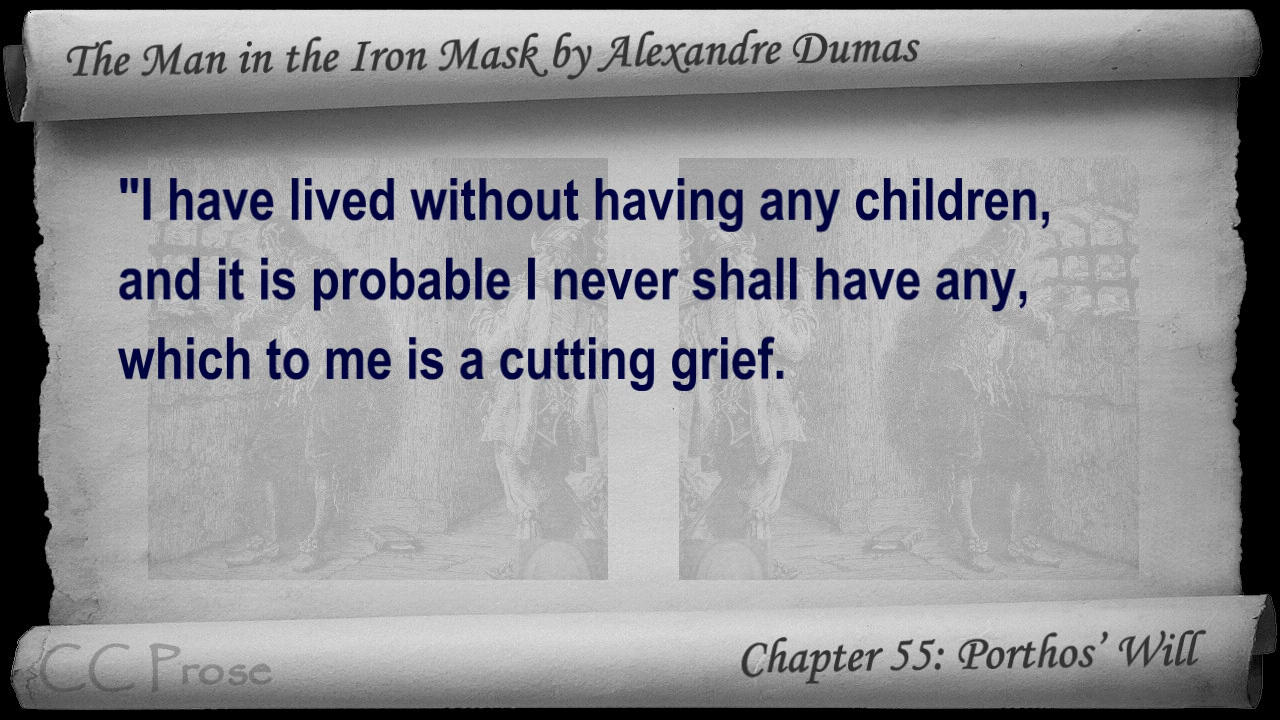 The Man in the Iron Mask by Alexandre Dumas
"I have lived without having any children,
and it is probable I never shall have any,
which to me is a cutting grief.
CC Prose
Chapter 55: Porthos’ Will